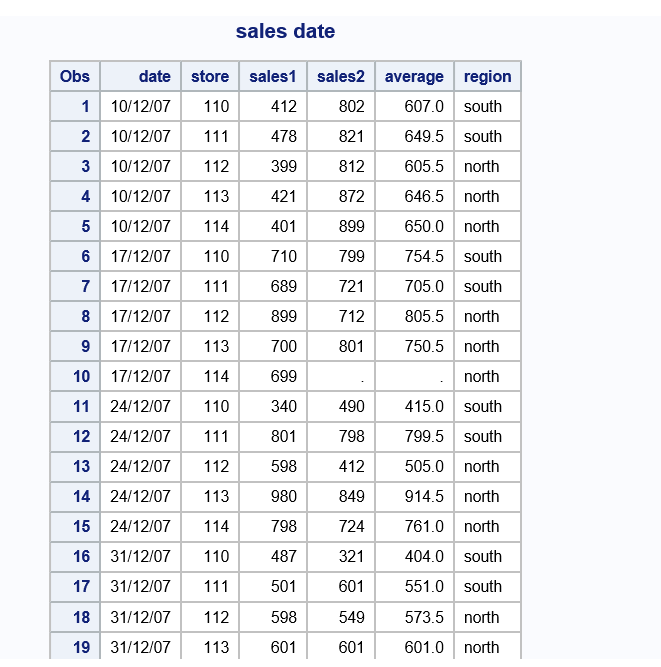 sales date
Obs date store sales1 sales2 average region
1 10/12/07 110 412 802 607.0 south
2 10/12/07 111 478 821 649.5 south
3 10/12/07 112 399 812 605.5 north
4 10/12/07 113 421 872 646.5 north
5 10/12/07 114 401 899 650.0 north
6 17/12/07 110 710 799 754.5 south
7 17/12/07 111 689 721 705.0 south
8 17/12/07 112 899 712 805.5 north
9 17/12/07 113 700 801 750.5 north
10 17/12/07 114 699 . . north
11 24/12/07 110 340 490 415.0 south
12 24/12/07 111 801 798 799.5 south
13 24/12/07 112 598 412 505.0 north
14 24/12/07 113 980 849 914.5 north
15 24/12/07 114 798 724 761.0 north
16 31/12/07 110 487 321 404.0 south
17 31/12/07 111 501 601 551.0 south
18 31/12/07 112 598 549 573.5 north
19 31/12/07 113 601 601 601.0 north